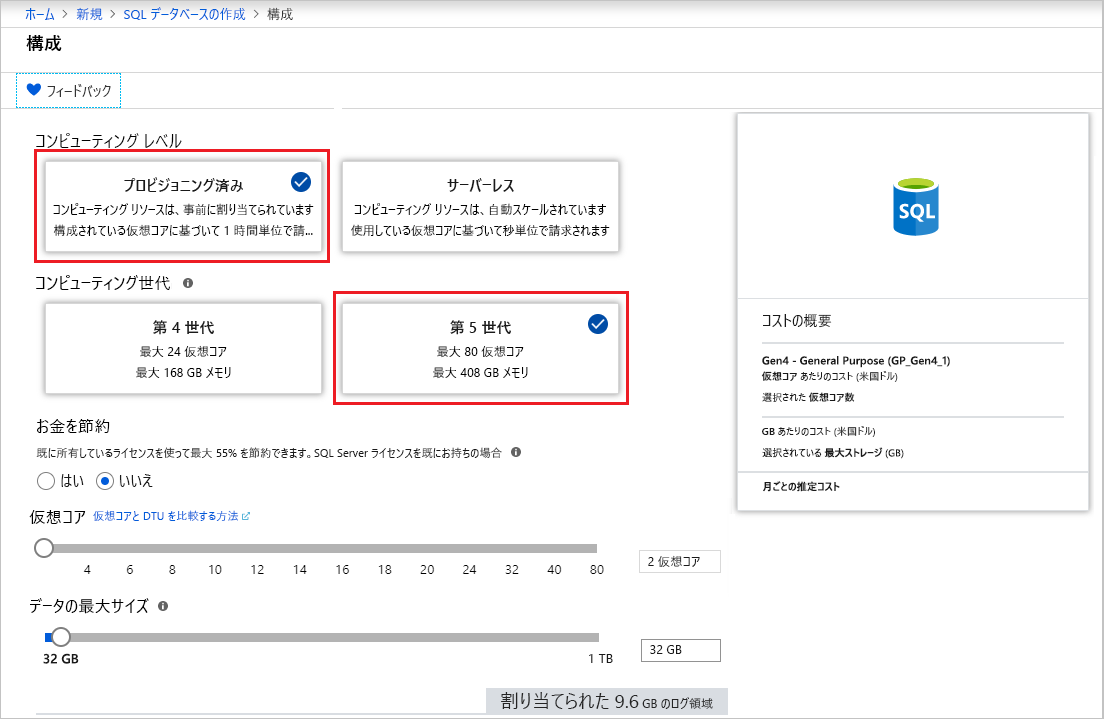 ホーム > 新規 > SQL データベースの作成 > 構成
構成
フィードバック
コンピューティング レベル
プロビジョニング済み
コンピューティング リソースは、事前に割り当てられています
構成されている仮想コアに基づいて 1 時間単位で請...
サーバーレス
コンピューティング リソースは、自動スケールされています
使用している仮想コアに基づいて秒単位で請求されます
コンピューティング世代
第 4 世代
最大 24 仮想コア
最大 168 GB メモリ
第 5 世代
最大 80 仮想コア
最大 408 GB メモリ
お金を節約
既に所有しているライセンスを使って最大 55% を節約できます。SQL Server ライセンスを既にお持ちの場合
はい いいえ
仮想コア 仮想コアと DTU を比較する方法
4 6 8 10 12 14 16 18 20 24 32 40 80
2 仮想コア
データの最大サイズ
32 GB 1 TB
32 GB
割り当てられた 9.6 GB のログ領域
SQL
コストの概要
Gen4 - General Purpose (GP_Gen4_1)
仮想コア あたりのコスト (米国ドル)
選択された 仮想コア数
GB あたりのコスト (米国ドル)
選択されている 最大ストレージ (GB)
月ごとの推定コスト